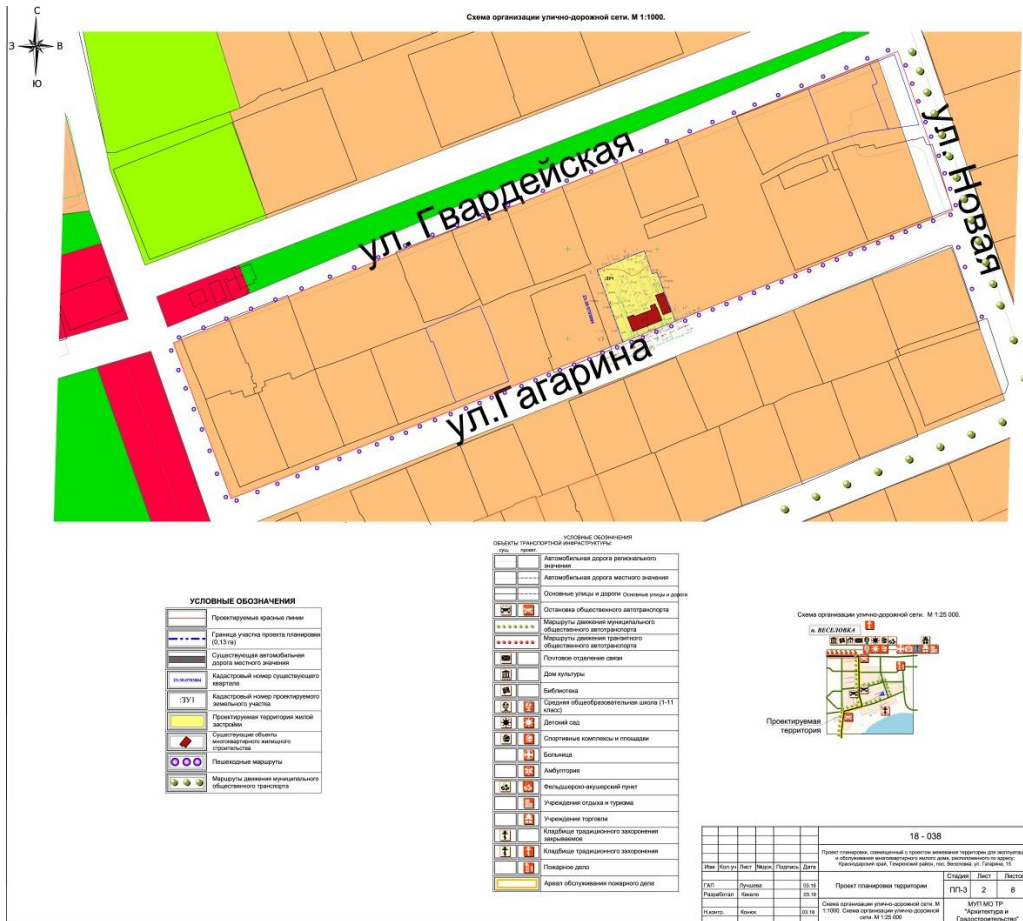 Схема организации улично-дорожной сети. М 1:1000.
С
З
В
Ю
ул. Гвардейская
ул. Новая
:ЗУ1
ул.Гагарина
УСЛОВНЫЕ ОБОЗНАЧЕНИЯ
Проектируемые красные линии
Граница участка проекта планировки
(0,13 га)
Существующая автомобильная
дорога местного значения
Кадастровый номер существующего
квартала
:ЗУ1
Кадастровый номер проектируемого
земельного участка
Проектируемая территория жилой
застройки
Существующие объекты
многоквартирного жилищного
строительства
Пешеходные маршруты
Маршруты движения муниципального
общественного транспорта
УСЛОВНЫЕ ОБОЗНАЧЕНИЯ
ОБЪЕКТЫ ТРАНСПОРТНОЙ ИНФРАСТРУКТУРЫ:
сущ. проект.
Автомобильная дорога регионального
значения
Автомобильная дорога местного значения
Основные улицы и дороги Основные улицы и дороги
Остановка общественного автотранспорта
Маршруты движения муниципального
общественного автотранспорта
Маршруты движения транзитного
общественного автотранспорта
Почтовое отделение связи
Дом культуры
Библиотека
Средняя общеобразовательная школа (1-11
класс)
Детский сад
Спортивные комплексы и площадки
Больница
Амбултория
Фельдшерско-акушерский пункт
Учреждения отдыха и туризма
Учреждения торговли
Кладбище традиционного захоронения
закрываемое
Кладбище традиционного захоронения
Пожарное депо
Ареал обслуживания пожарного депо
Схема организации улично-дорожной сети. М 1:25 000.
п. ВЕСЕЛОВКА
Проектируемая
территория
18 - 038
Проект планировки, совмещенный с проектом межевания территории для эксплуатации
и обслуживания многоквартирного жилого дома, расположенного по адресу:
Краснодарский край, Темрюкский район, пос. Веселовка, ул. Гагарина, 15
Изм. Кол.уч Лист №док. Подпись Дата
ГАП 03.18
Разработал 03.18
Н.контр. 03.18
Проект планировки территории
Стадия Лист Листов
ПП-3 2 8
Схема организации улично-дорожной сети. М
1:1000. Схема организации улично-дорожной
сети. М 1:25 000
МУП МО ТР
"Архитектура и
Градостроительство"